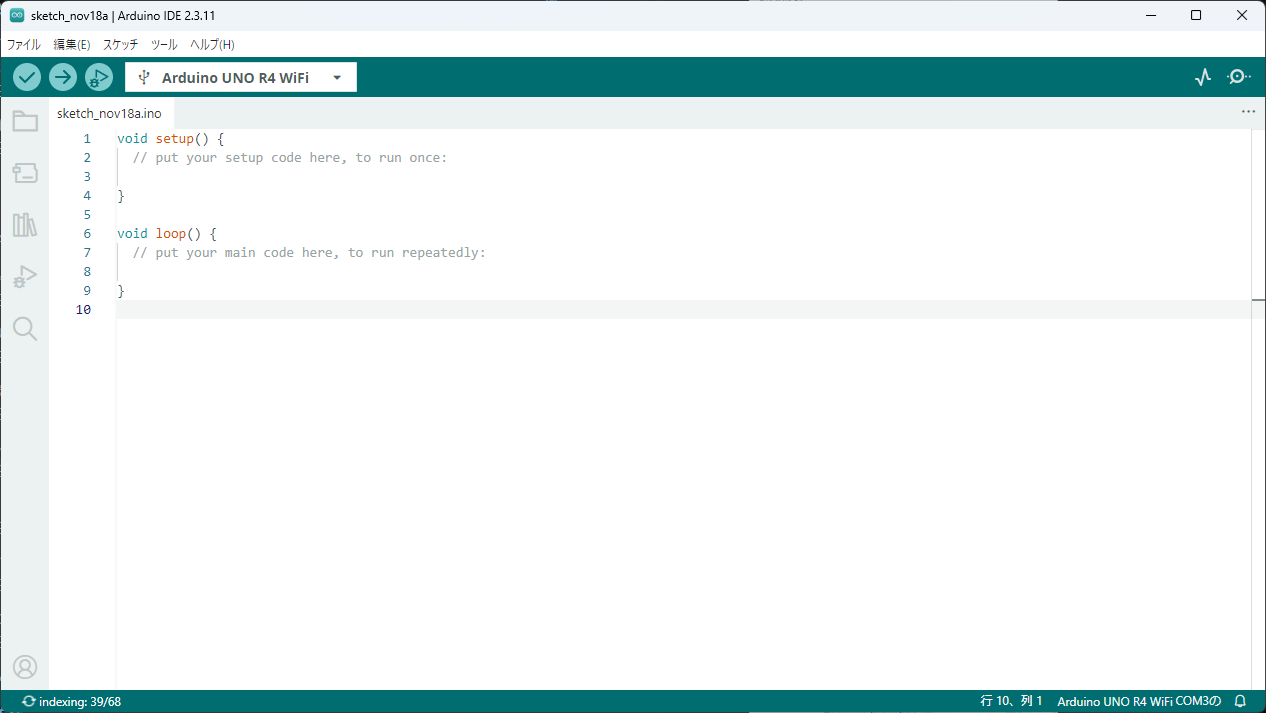 sketch_nov18a | Arduino IDE 2.3.11
ファイル 編集(E) スケッチ ツール ヘルプ(H)
Arduino UNO R4 WiFi
sketch_nov18a.ino
1 void setup() {
2 // put your setup code here, to run once:
3
4 }
5
6 void loop() {
7 // put your main code here, to run repeatedly:
8
9 }
10
indexing: 39/68 行 10、列 1 Arduino UNO R4 WiFi COM3の